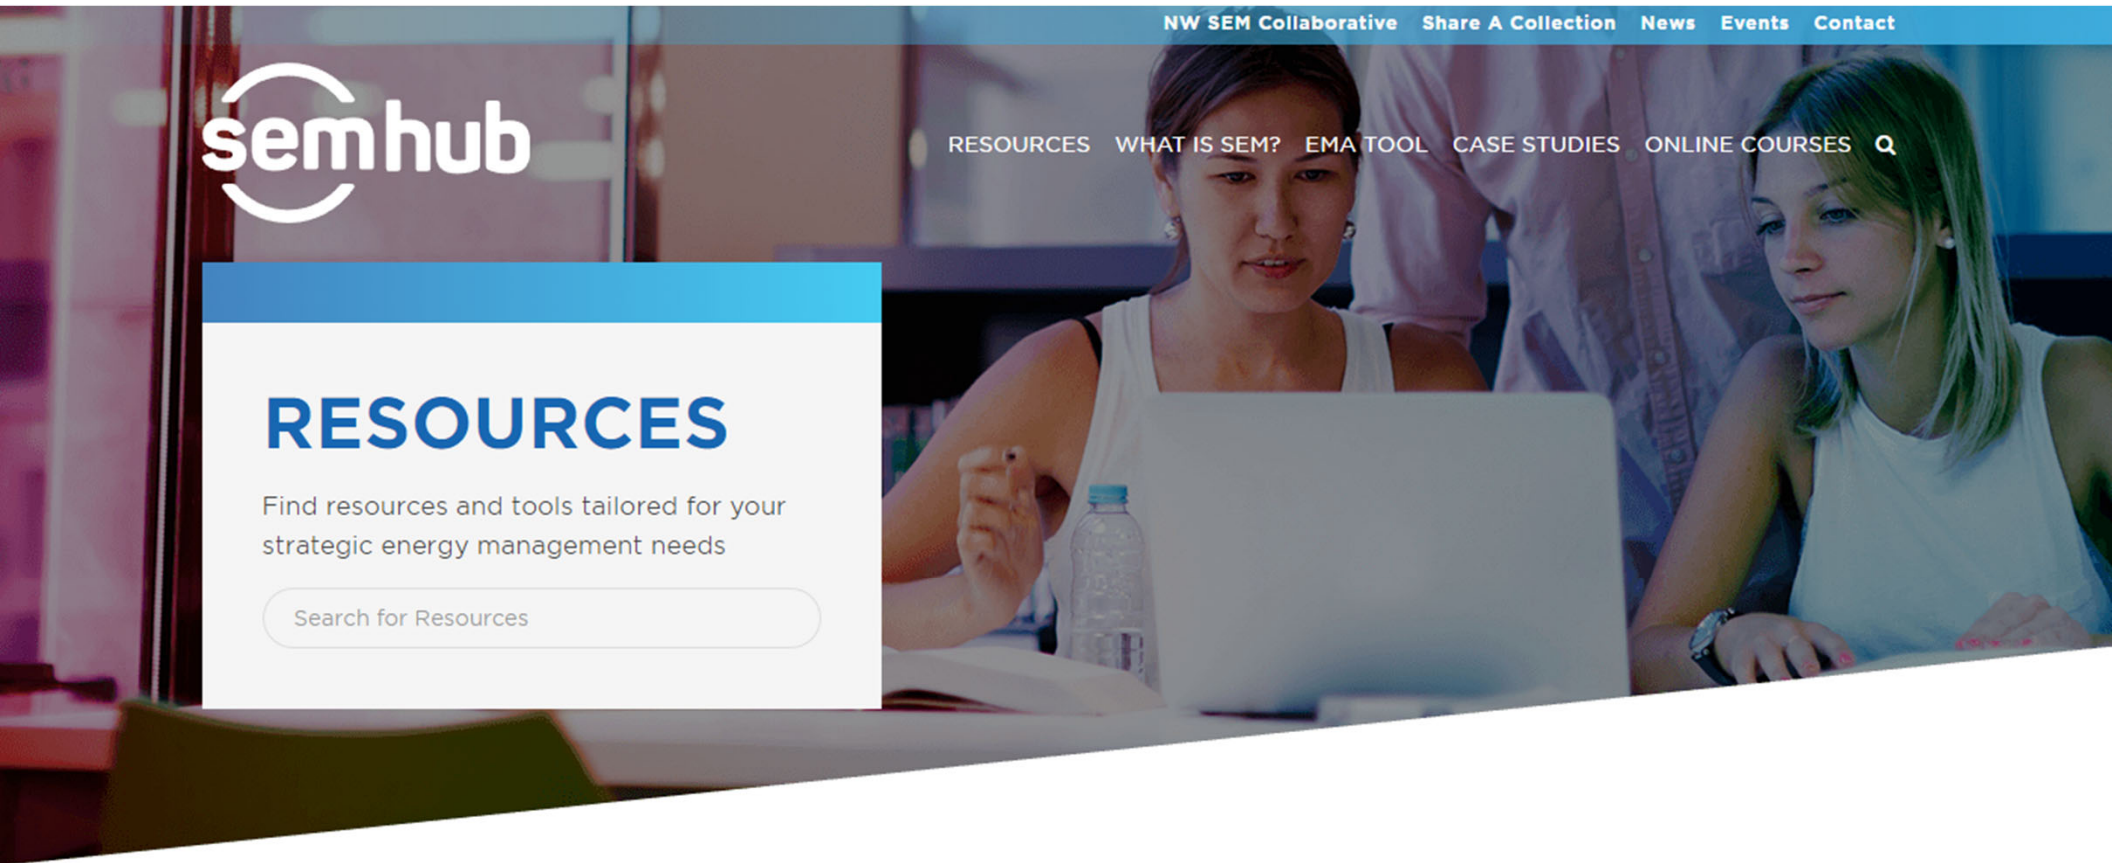 NW SEM Collaborative Share A Collection News Events Contact
semhub
RESOURCES WHAT IS SEM? EMA TOOL CASE STUDIES ONLINE COURSES
RESOURCES
Find resources and tools tailored for your
strategic energy management needs
Search for Resources